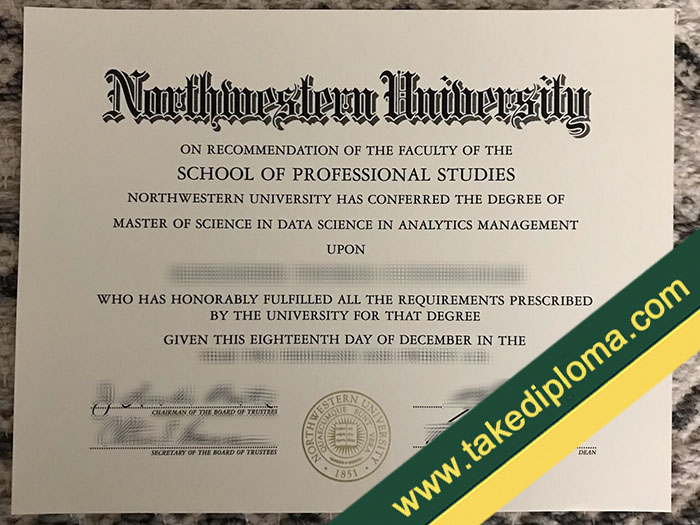 Northwestern University
ON RECOMMENDATION OF THE FACULTY OF THE
SCHOOL OF PROFESSIONAL STUDIES
NORTHWESTERN UNIVERSITY HAS CONFERRED THE DEGREE OF
MASTER OF SCIENCE IN DATA SCIENCE IN ANALYTICS MANAGEMENT
UPON
WHO HAS HONORABLY FULFILLED ALL THE REQUIREMENTS PRESCRIBED
BY THE UNIVERSITY FOR THAT DEGREE
GIVEN THIS EIGHTEENTH DAY OF DECEMBER IN THE
CHAIRMAN OF THE BOARD OF TRUSTEES
SECRETARY OF THE BOARD OF TRUSTEES
NORTHWESTERN UNIVERSITY
QUAECUMQUE SUNT VERA
1851
DEAN
www.takediploma.com